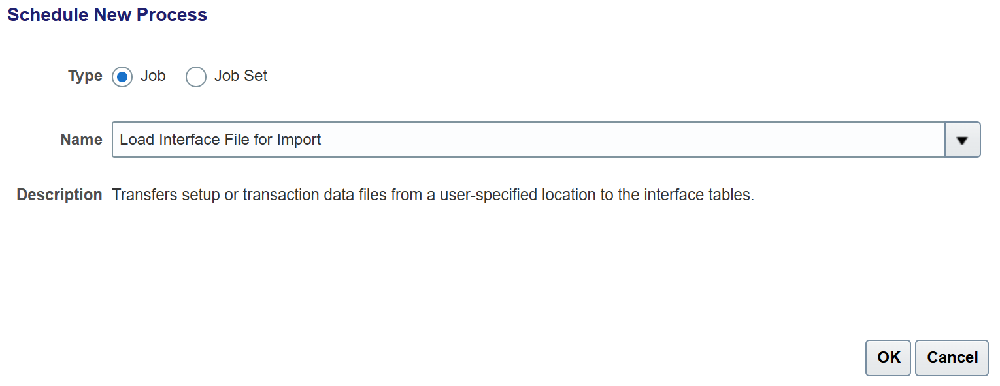 Schedule New Process
Type Job Job Set
Name Load Interface File for Import
Description Transfers setup or transaction data files from a user-specified location to the interface tables.
OK Cancel